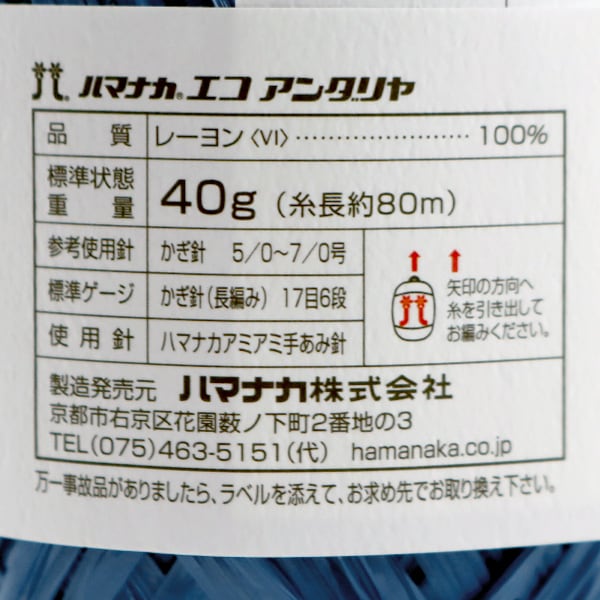 ハマナカ®エコ アンダリヤ
品質 レーヨン〈VI〉…………………… 100%
標準状態重量 40g（糸長約80m）
参考使用針 かぎ針 5/0〜7/0号
標準ゲージ かぎ針（長編み） 17目6段
使用針 ハマナカアミアミ手あみ針
矢印の方向へ
糸を引き出して
お編みください。
製造発売元 ハマナカ株式会社
京都市右京区花園薮ノ下町2番地の3
TEL（075）463-5151（代） hamanaka.co.jp
万一事故品がありましたら、ラベルを添えて、お求め先でお取り換え下さい。